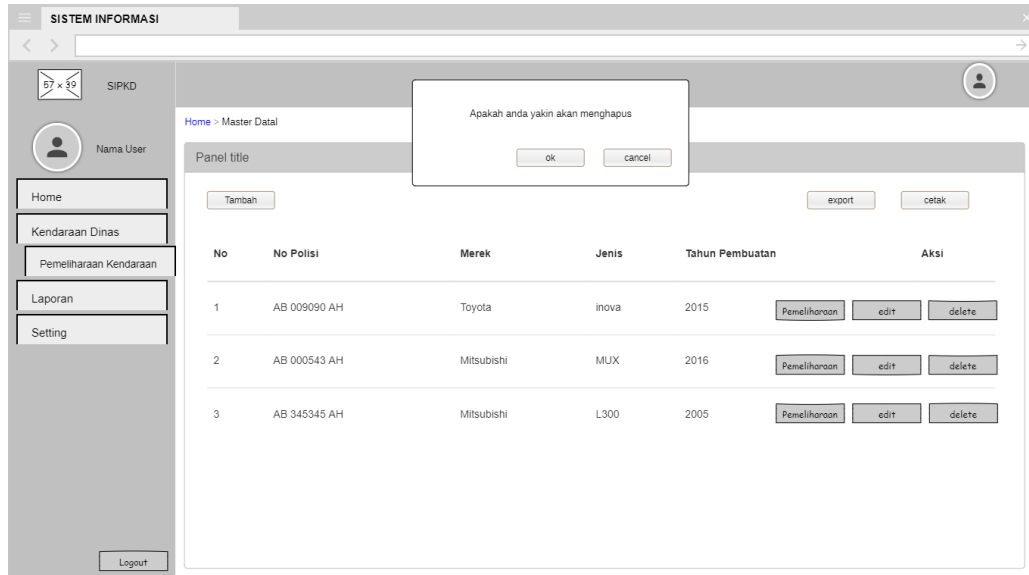 SISTEM INFORMASI
57 x 39
SIPKD
Apakah anda yakin akan menghapus
ok cancel
Home > Master Datal
Nama User
Panel title
Home
Tambah export cetak
Kendaraan Dinas
No No Polisi Merek Jenis Tahun Pembuatan Aksi
Pemeliharaan Kendaraan
Laporan
1 AB 009090 AH Toyota inova 2015 Pemeliharaan edit delete
Setting
2 AB 000543 AH Mitsubishi MUX 2016 Pemeliharaan edit delete
3 AB 345345 AH Mitsubishi L300 2005 Pemeliharaan edit delete
Logout